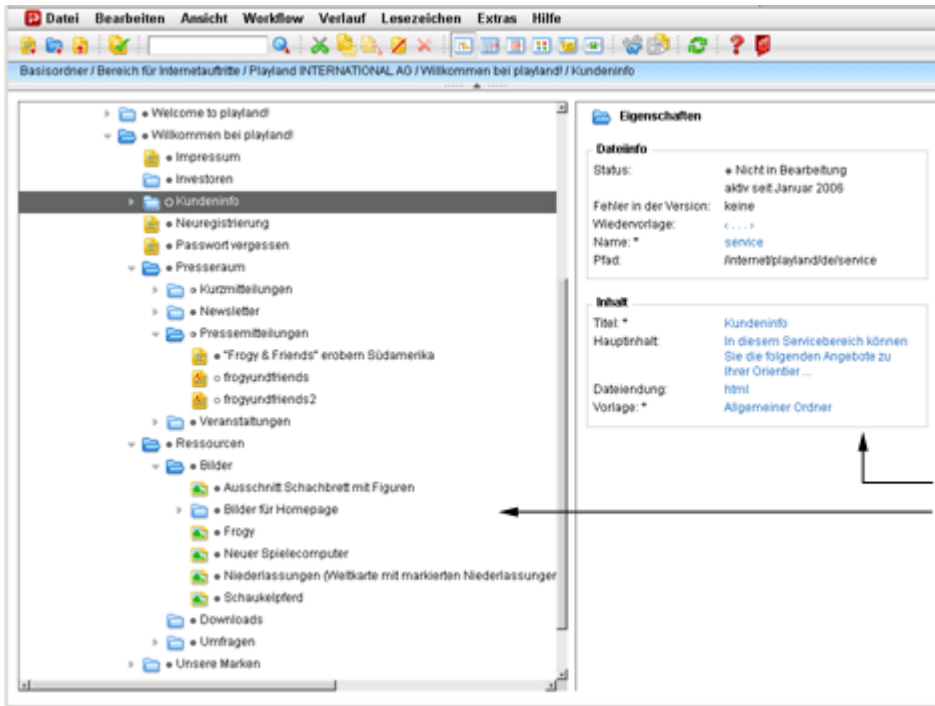 Datei Bearbeiten Ansicht Workflow Verlauf Lesezeichen Extras Hilfe
Basisordner / Bereich für Internetauftritte / Playland INTERNATIONAL AG / Willkommen bei playland! / Kundeninfo
Welcome to playland!
Willkommen bei playland!
Impressum
Investoren
Kundeninfo
Neuregistrierung
Passwort vergessen
Presseraum
Kurzmitteilungen
Newsletter
Pressemitteilungen
"Frogy & Friends" erobern Südamerika
frogyundfriends
frogyundfriends2
Veranstaltungen
Ressourcen
Bilder
Ausschnitt Schachbrett mit Figuren
Bilder für Homepage
Frogy
Neuer Spielecomputer
Niederlassungen (Weltkarte mit markierten Niederlassunger
Schaukelpferd
Downloads
Umfragen
Unsere Marken
Eigenschaften
Dateiinfo
Status: Nicht in Bearbeitung
aktiv seit Januar 2006
Fehler in der Version: keine
Wiedervorlage: < . . . >
Name: * service
Pfad: /internet/playland/de/service
Inhalt
Titel: * Kundeninfo
Hauptinhalt: In diesem Servicebereich können
Sie die folgenden Angebote zu
Ihrer Orientier ...
Dateiendung: html
Vorlage: * Allgemeiner Ordner